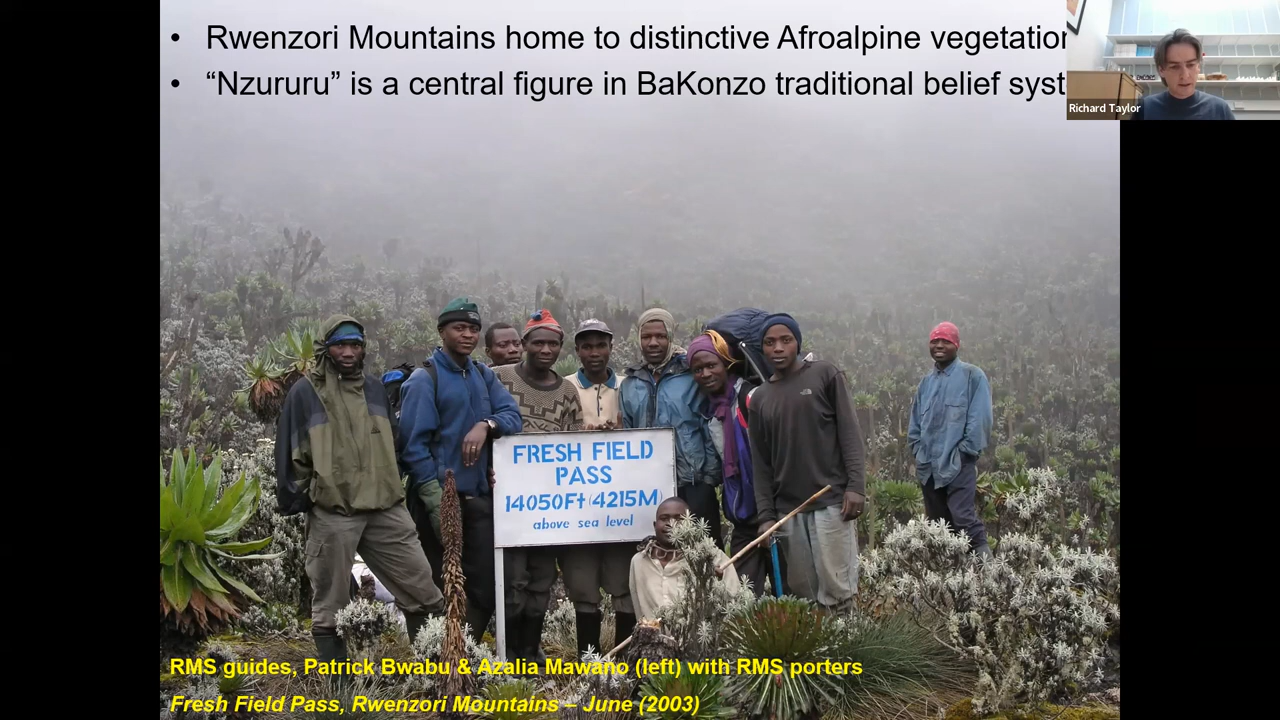 • Rwenzori Mountains home to distinctive Afroalpine vegetation
• “Nzururu” is a central figure in BaKonzo traditional belief syst
Richard Taylor
FRESH FIELD
PASS
14050Ft (4215M)
above sea level
RMS guides, Patrick Bwabu & Azalia Mawano (left) with RMS porters
Fresh Field Pass, Rwenzori Mountains – June (2003)